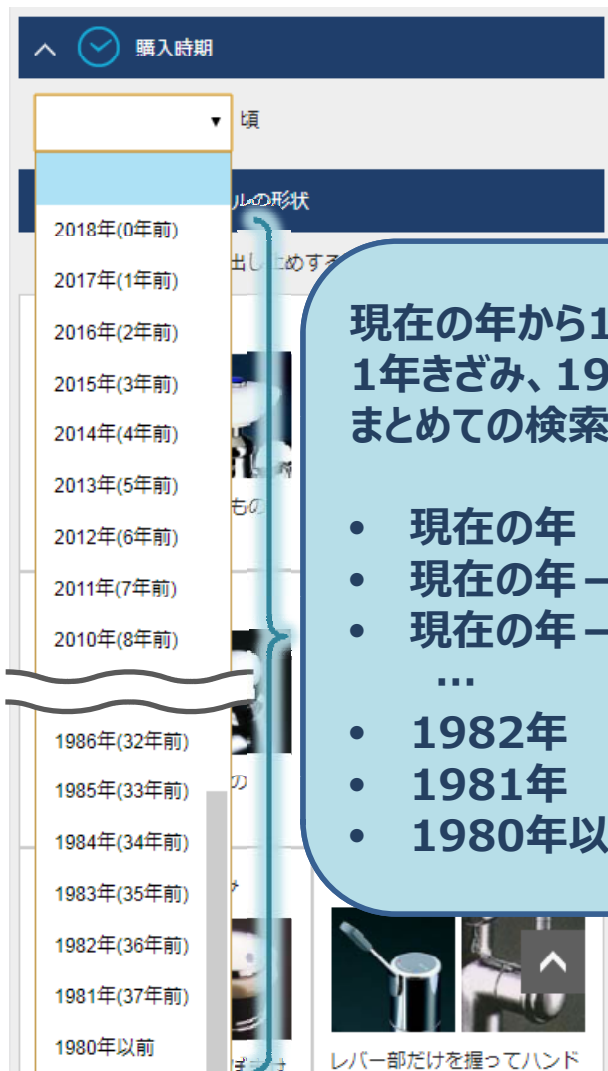 購入時期
頃
ルの形状
2018年(0年前)
2017年(1年前)
2016年(2年前)
2015年(3年前)
2014年(4年前)
2013年(5年前)
2012年(6年前)
2011年(7年前)
2010年(8年前)
1986年(32年前)
1985年(33年前)
1984年(34年前)
1983年(35年前)
1982年(36年前)
1981年(37年前)
1980年以前
出し止めする
もの
の
現在の年から1
1年きざみ、19
まとめての検索
• 現在の年
• 現在の年－
• 現在の年－
…
• 1982年
• 1981年
• 1980年以
レバー部だけを握ってハンド